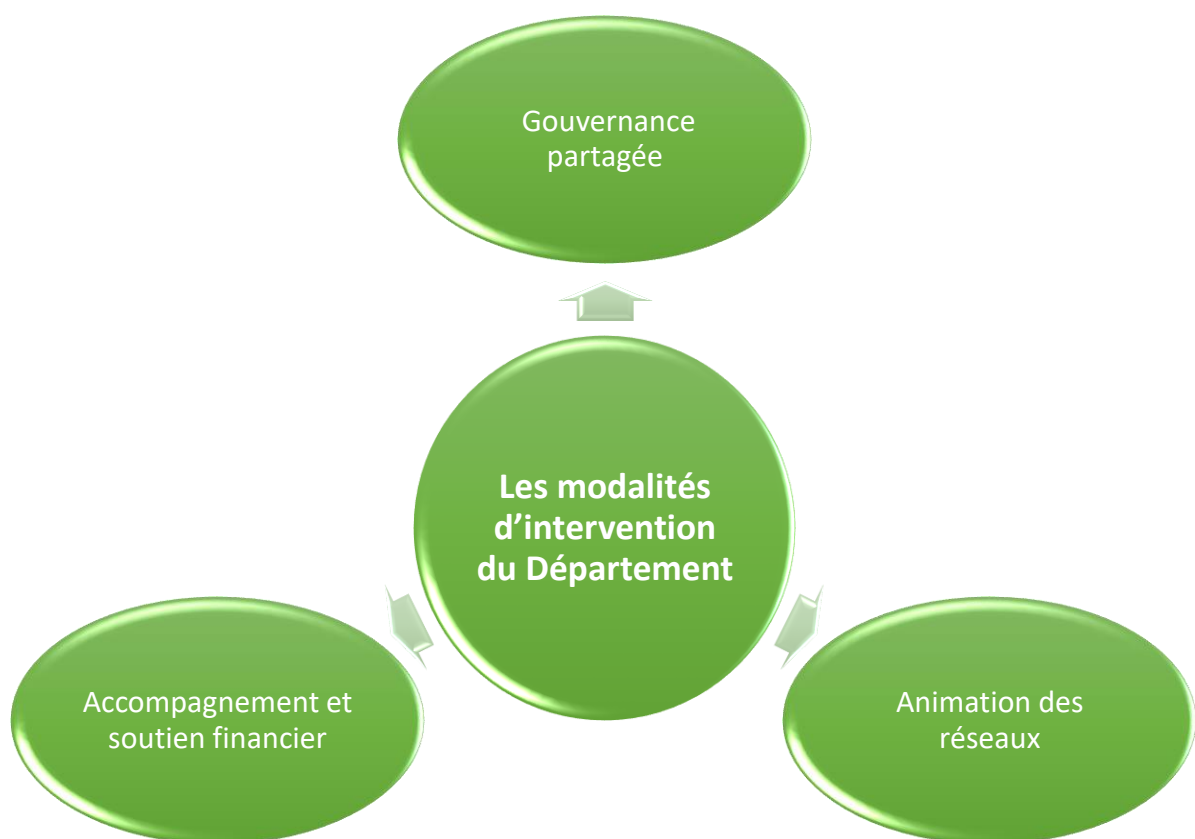 Gouvernance
partagée
Les modalités
d’intervention
du Département
Accompagnement et
soutien financier
Animation des
réseaux